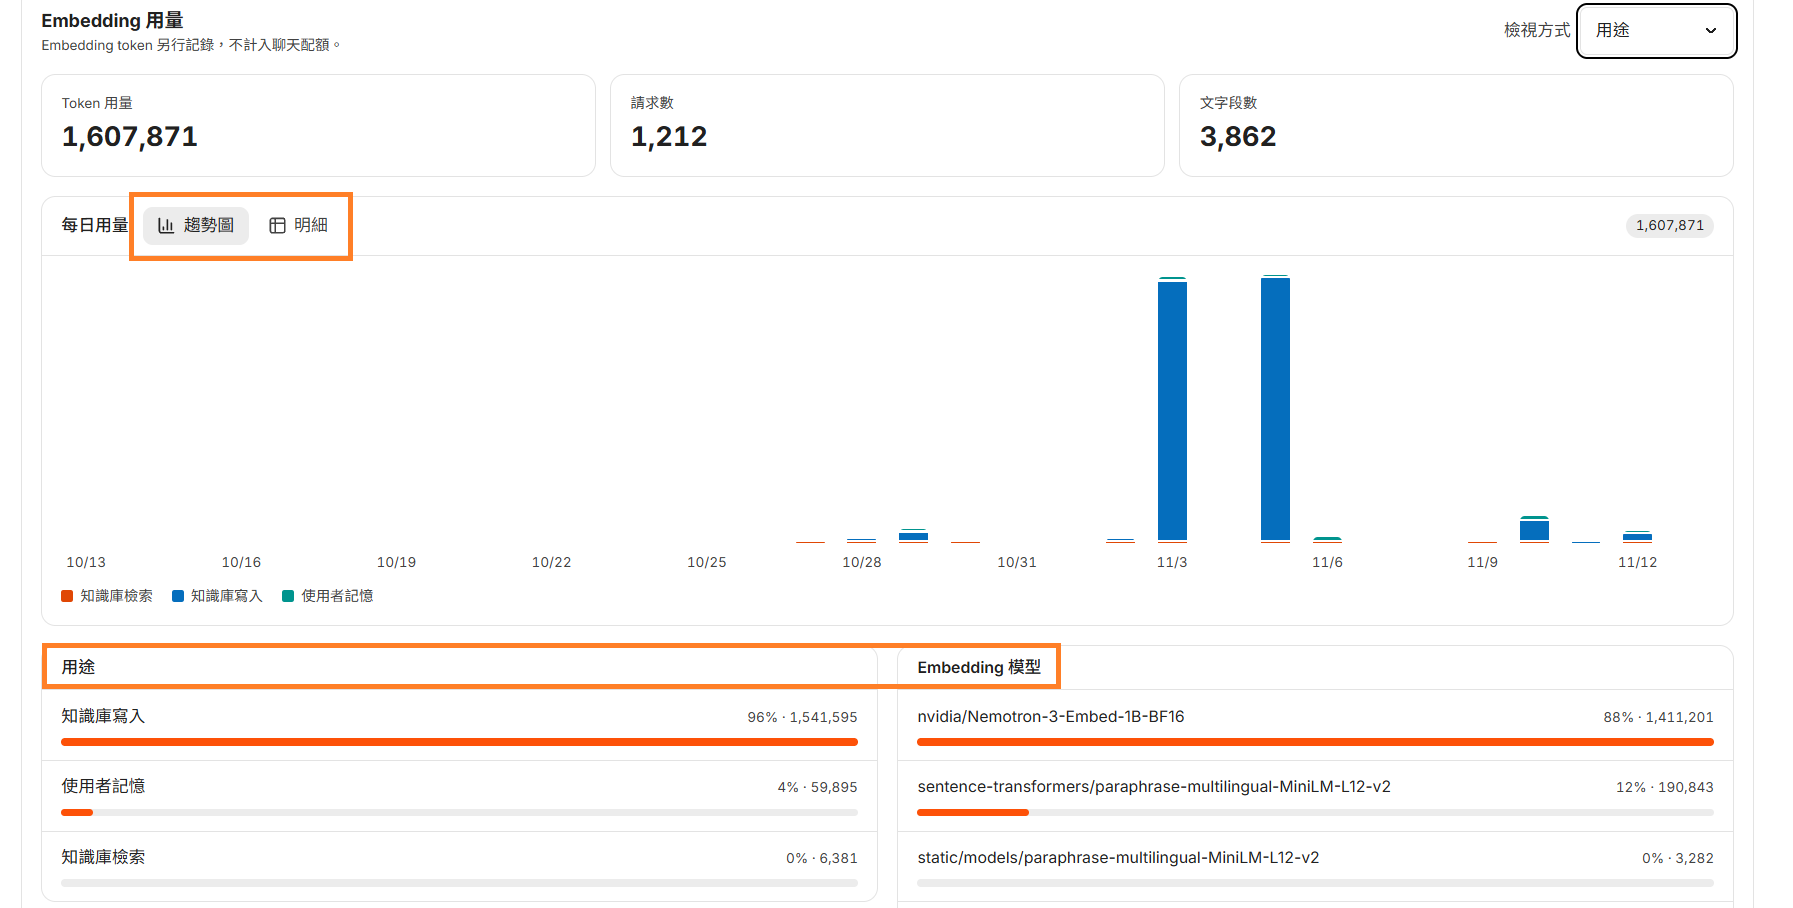 Embedding 用量
Embedding token 另行記錄，不計入聊天配額。
檢視方式
用途
Token 用量
1,607,871
請求數
1,212
文字段數
3,862
每日用量
趨勢圖
明細
1,607,871
10/13 10/16 10/19 10/22 10/25 10/28 10/31 11/3 11/6 11/9 11/12
知識庫檢索 知識庫寫入 使用者記憶
用途
知識庫寫入 96% · 1,541,595
使用者記憶 4% · 59,895
知識庫檢索 0% · 6,381
Embedding 模型
nvidia/Nemotron-3-Embed-1B-BF16 88% · 1,411,201
sentence-transformers/paraphrase-multilingual-MiniLM-L12-v2 12% · 190,843
static/models/paraphrase-multilingual-MiniLM-L12-v2 0% · 3,282